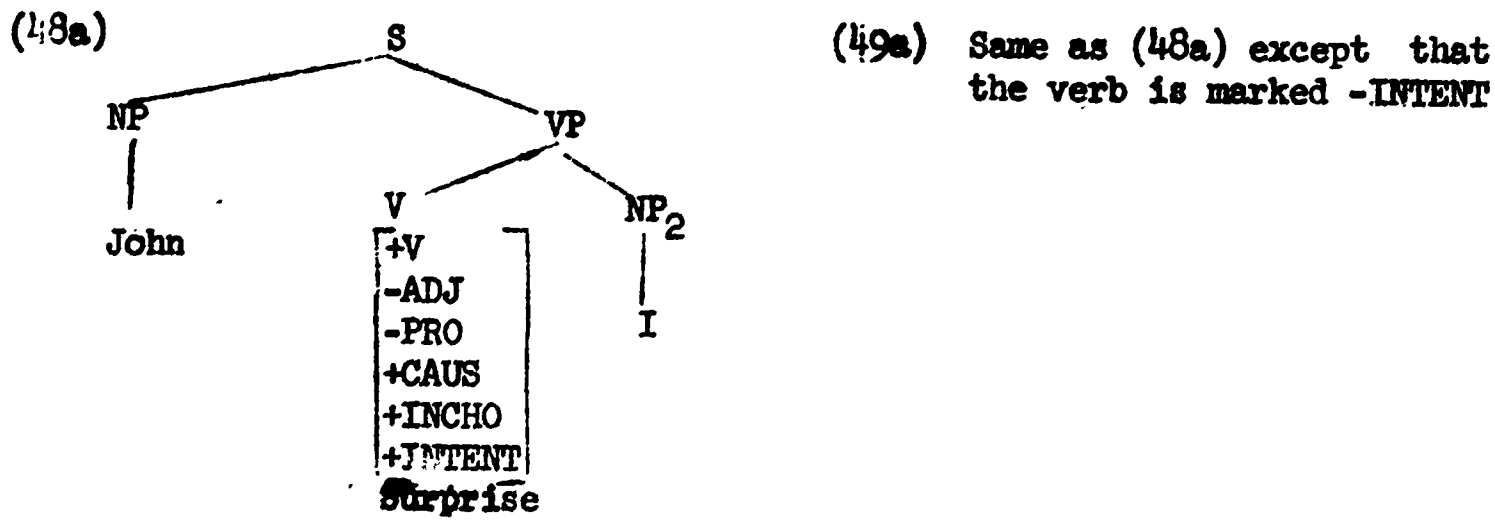 (48a)
S
(49a) Same as (48a) except that
the verb is marked -INTENT
NP
VP
V
NP2
John
+V
-ADJ
-PRO
I
+CAUS
+INCHO
+INTENT
Surprise